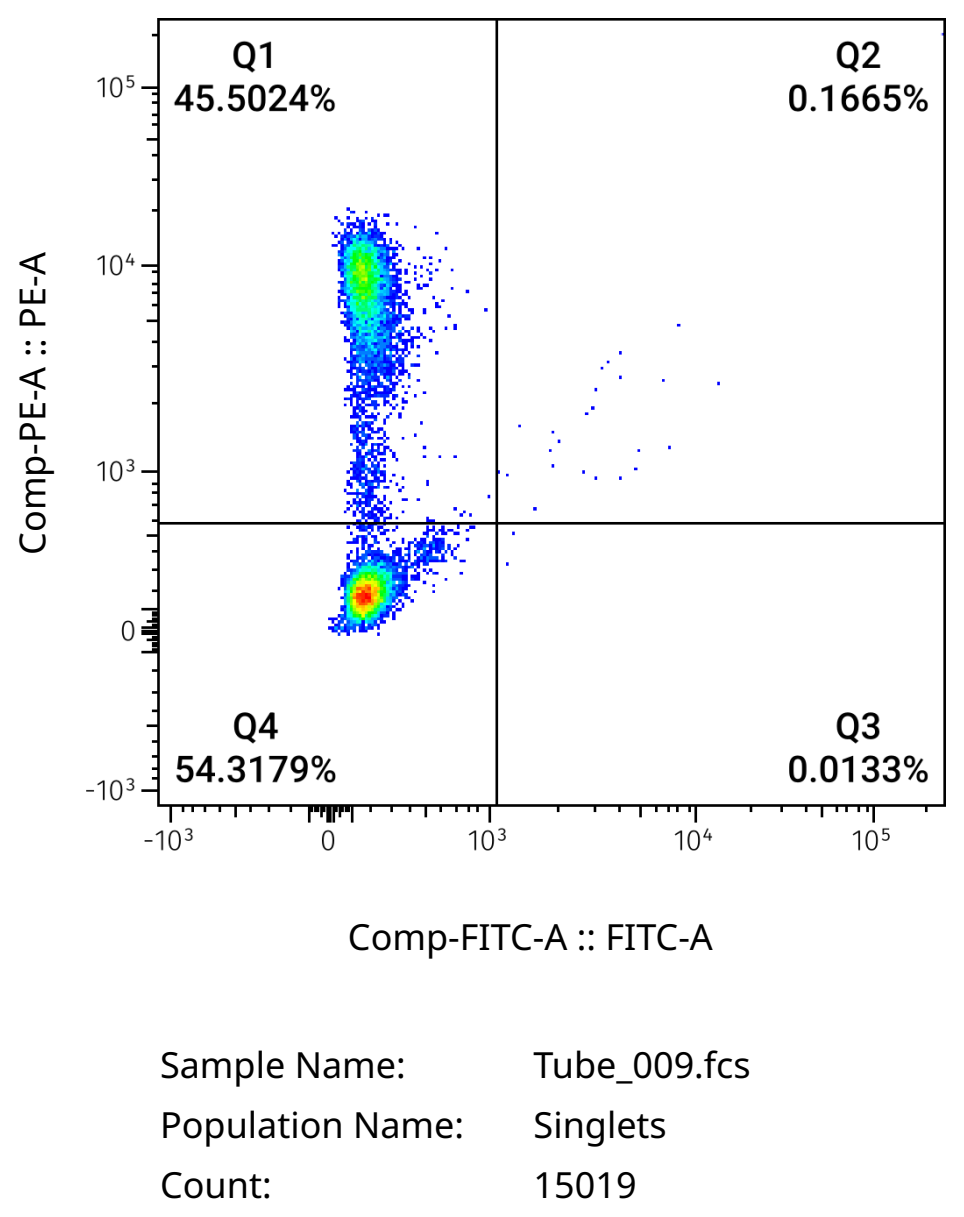 Q1
45.5024%
Q2
0.1665%
10⁵
10⁴
10³
0
-10³
Comp-PE-A :: PE-A
Q4
54.3179%
Q3
0.0133%
-10³ 0 10³ 10⁴ 10⁵
Comp-FITC-A :: FITC-A
Sample Name: Tube_009.fcs
Population Name: Singlets
Count: 15019